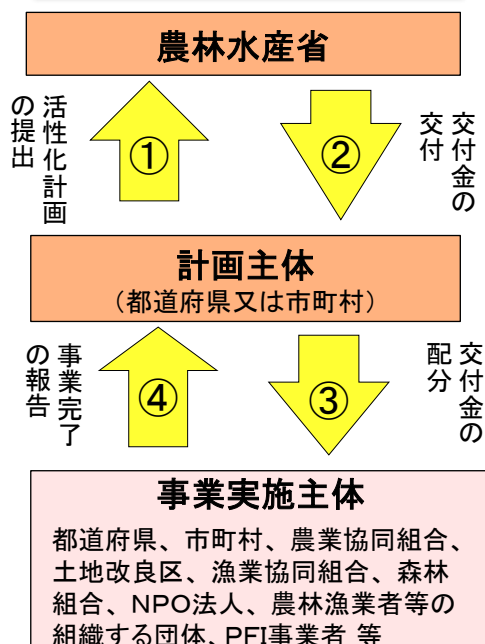 農林水産省
活性化計画
の提出
①
②
交付金の
交付
計画主体
（都道府県又は市町村）
事業完了
の報告
④
③
交付金の
配分
事業実施主体
都道府県、市町村、農業協同組合、
土地改良区、漁業協同組合、森林
組合、NPO法人、農林漁業者等の
組織する団体、PFI事業者 等